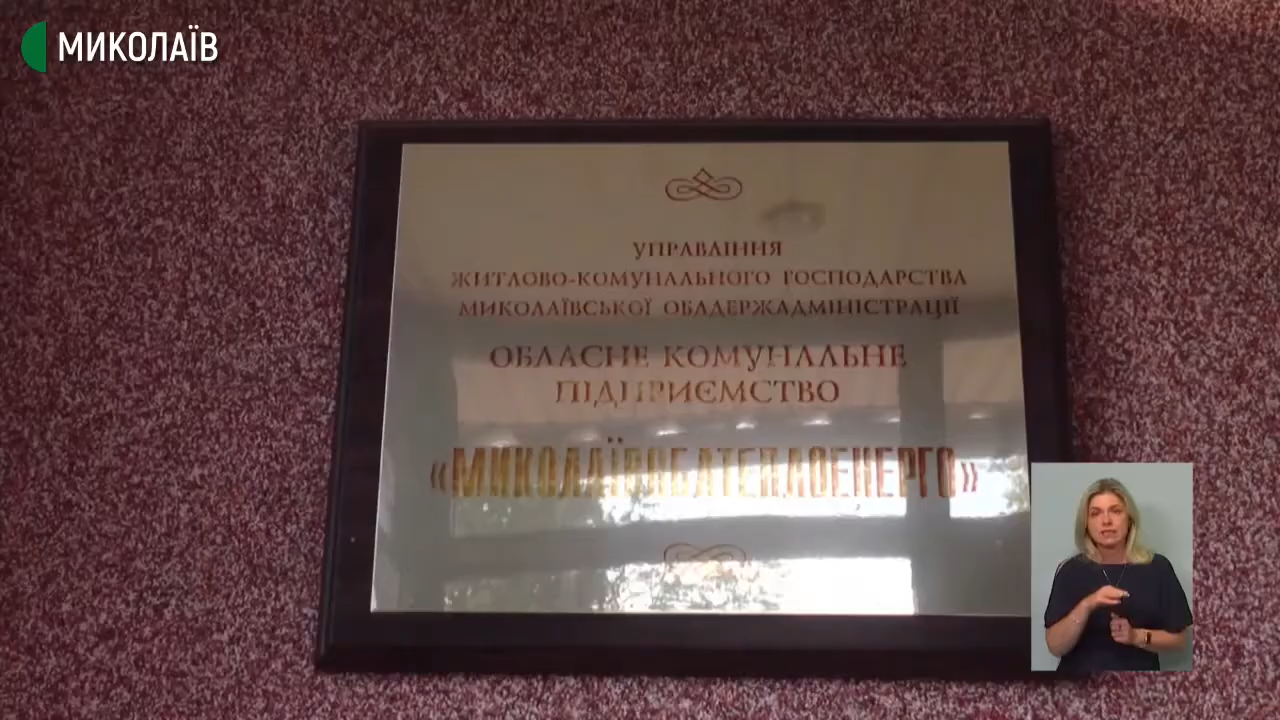 МИКОЛАЇВ
УПРАВЛІННЯ
ЖИТЛОВО-КОМУНАЛЬНОГО ГОСПОДАРСТВА
МИКОЛАЇВСЬКОЇ ОБЛДЕРЖАДМІНІСТРАЦІЇ
ОБЛАСНЕ КОМУНАЛЬНЕ
ПІДПРИЄМСТВО
«МИКОЛАЇВОБЛТЕПЛОЕНЕРГО»